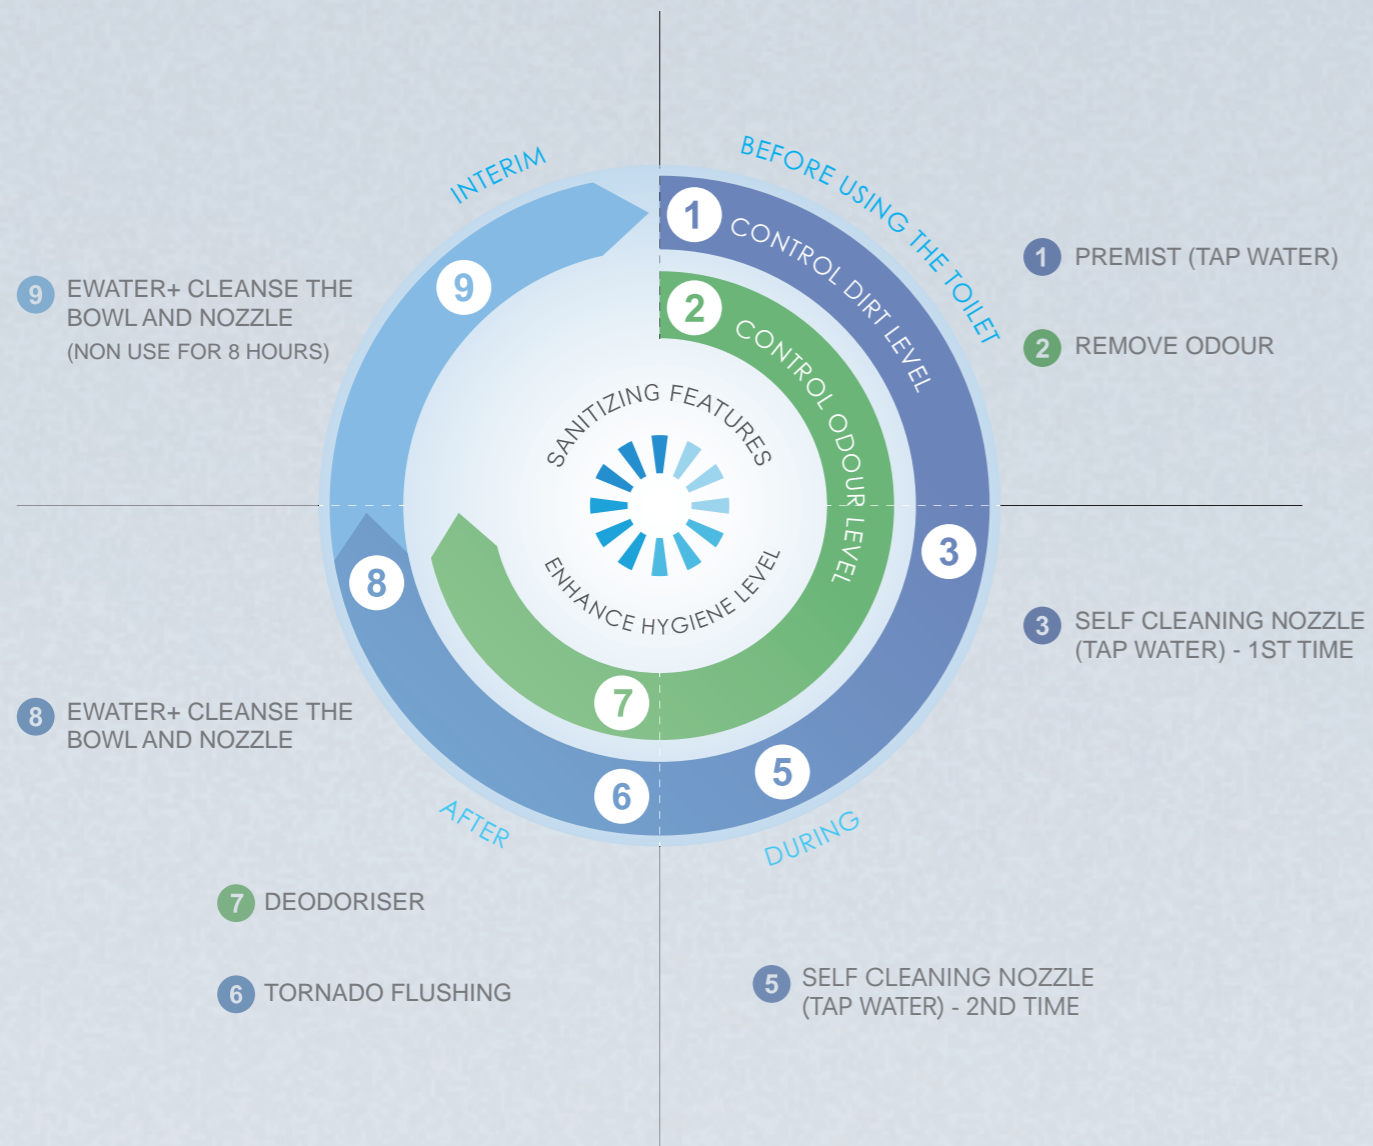 INTERIM
BEFORE USING THE TOILET
1
CONTROL DIRT LEVEL
2
CONTROL ODOUR LEVEL
9
SANITIZING FEATURES
ENHANCE HYGIENE LEVEL
3
8
7
5
6
AFTER
DURING
1 PREMIST (TAP WATER)
2 REMOVE ODOUR
3 SELF CLEANING NOZZLE
(TAP WATER) - 1ST TIME
5 SELF CLEANING NOZZLE
(TAP WATER) - 2ND TIME
6 TORNADO FLUSHING
7 DEODORISER
8 EWATER+ CLEANSE THE
BOWL AND NOZZLE
9 EWATER+ CLEANSE THE
BOWL AND NOZZLE
(NON USE FOR 8 HOURS)